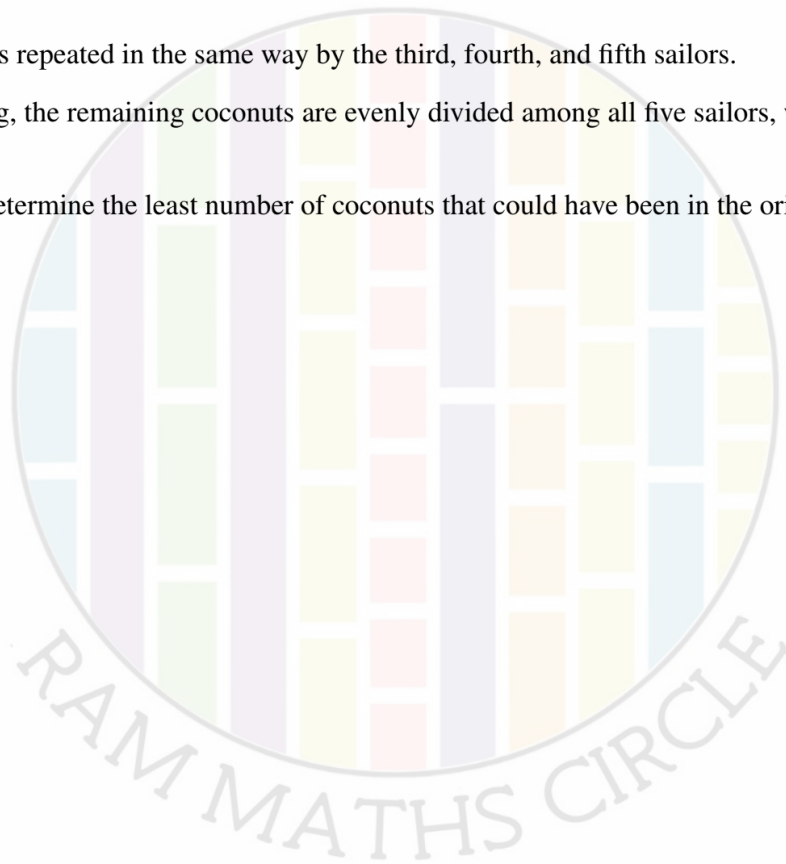 s repeated in the same way by the third, fourth, and fifth sailors.
g, the remaining coconuts are evenly divided among all five sailors,
etermine the least number of coconuts that could have been in the ori
RAM MATHS CIRCLE